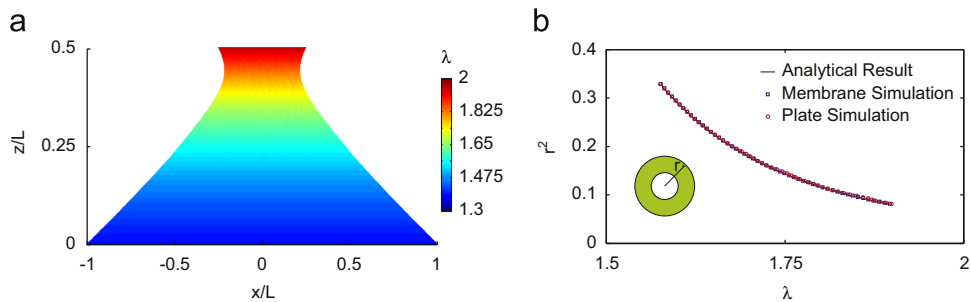 a
0.5
0.25
0
z/L
-1
-0.5
0
0.5
1
x/L
λ
2
1.825
1.65
1.475
1.3
b
0.4
0.3
0.2
0.1
0
r²
1.5
1.75
2
λ
Analytical Result
Membrane Simulation
Plate Simulation
r